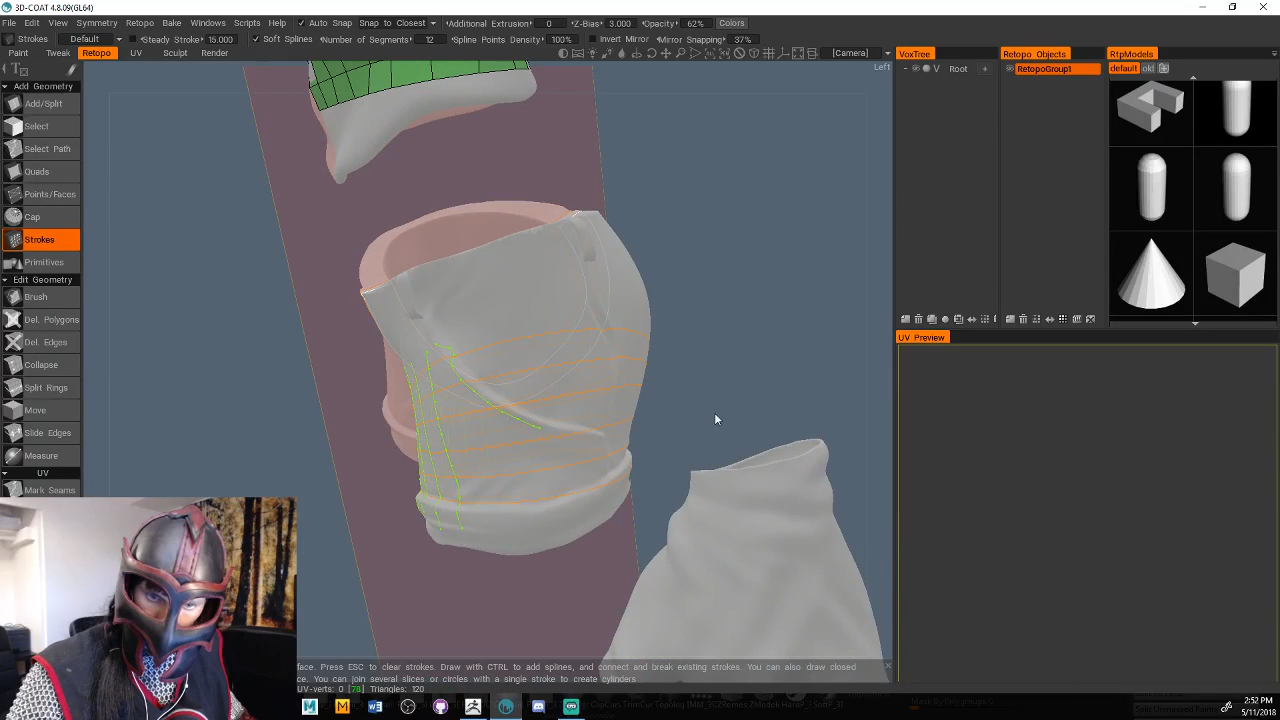 3D-COAT 4.8.09(GL64)
File Edit View Symmetry Retopo Bake Windows Scripts Help Auto Snap Snap to Closest Additional Extrusion 0 Z-Bias 3.000 Opacity 62% Colors
Strokes Default Steady Stroke 15.000 Soft Splines Number of Segments 12 Spline Points Density 100% Invert Mirror Mirror Snapping 37%
Paint Tweak Retopo UV Sculpt Render [Camera] VoxTree Retopo Objects RtpModels
Left
V Root + RetopoGroup1 default old
Add Geometry
Add/Split
Select
Select Path
Quads
Points/Faces
Cap
Strokes
Primitives
Edit Geometry
Brush
Del. Polygons
Del. Edges
Collapse
Split Rings
Move
Slide Edges
Measure
UV
Mark Seams
UV Preview
face. Press ESC to clear strokes. Draw with CTRL to add splines, and connect and break existing strokes. You can also draw closed
ce. You can join several slices or circles with a single stroke to create cylinders
UV-verts: 0 [78] Triangles: 120
2:52 PM
5/11/2018